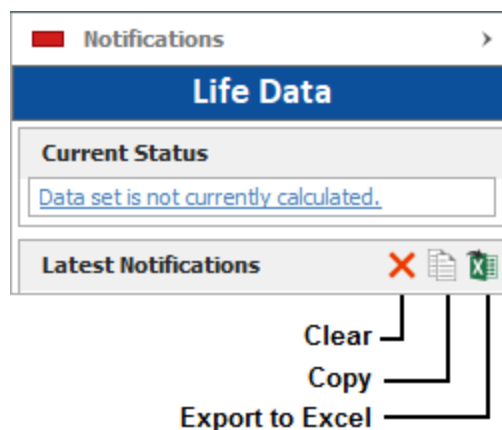 Notifications
Life Data
Current Status
Data set is not currently calculated.
Latest Notifications
Clear
Copy
Export to Excel